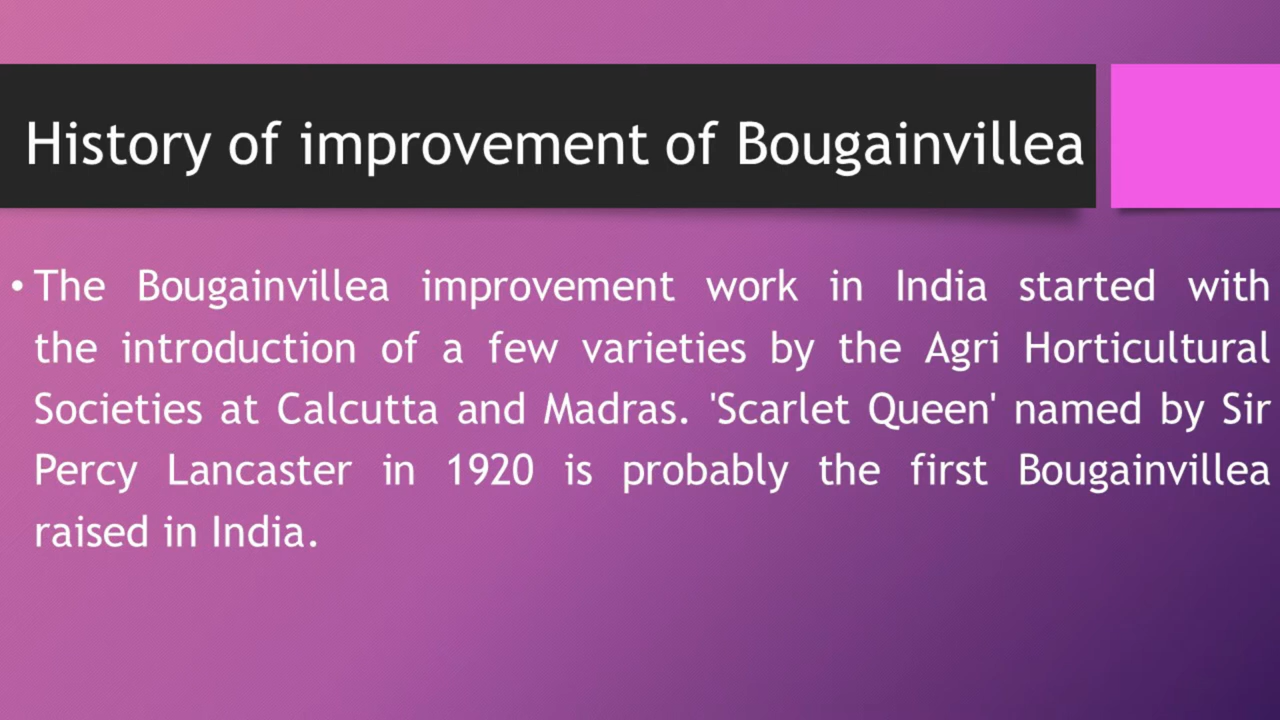 History of improvement of Bougainvillea
• The Bougainvillea improvement work in India started with
the introduction of a few varieties by the Agri Horticultural
Societies at Calcutta and Madras. 'Scarlet Queen' named by Sir
Percy Lancaster in 1920 is probably the first Bougainvillea
raised in India.